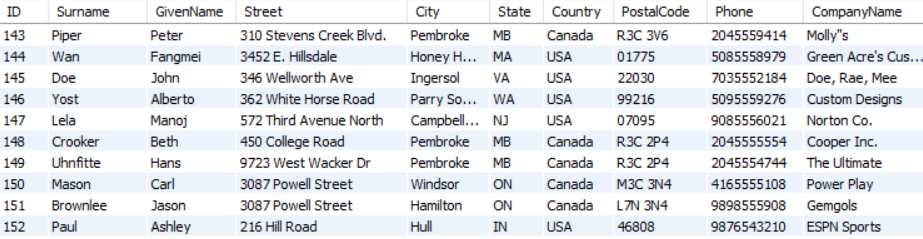 ID Surname GivenName Street City State Country PostalCode Phone CompanyName
143 Piper Peter 310 Stevens Creek Blvd. Pembroke MB Canada R3C 3V6 2045559414 Molly"s
144 Wan Fangmei 3452 E. Hillsdale Honey H... MA USA 01775 5085558979 Green Acre's Cus...
145 Doe John 346 Wellworth Ave Ingersol VA USA 22030 7035552184 Doe, Rae, Mee
146 Yost Alberto 362 White Horse Road Parry So... WA USA 99216 5095559276 Custom Designs
147 Lela Manoj 572 Third Avenue North Campbell... NJ USA 07095 9085556021 Norton Co.
148 Crooker Beth 450 College Road Pembroke MB Canada R3C 2P4 2045555554 Cooper Inc.
149 Uhnfitte Hans 9723 West Wacker Dr Pembroke MB Canada R3C 2P4 2045554744 The Ultimate
150 Mason Carl 3087 Powell Street Windsor ON Canada M3C 3N4 4165555108 Power Play
151 Brownlee Jason 3087 Powell Street Hamilton ON Canada L7N 3N4 9898555908 Gemgols
152 Paul Ashley 216 Hill Road Hull IN USA 46808 9876543210 ESPN Sports